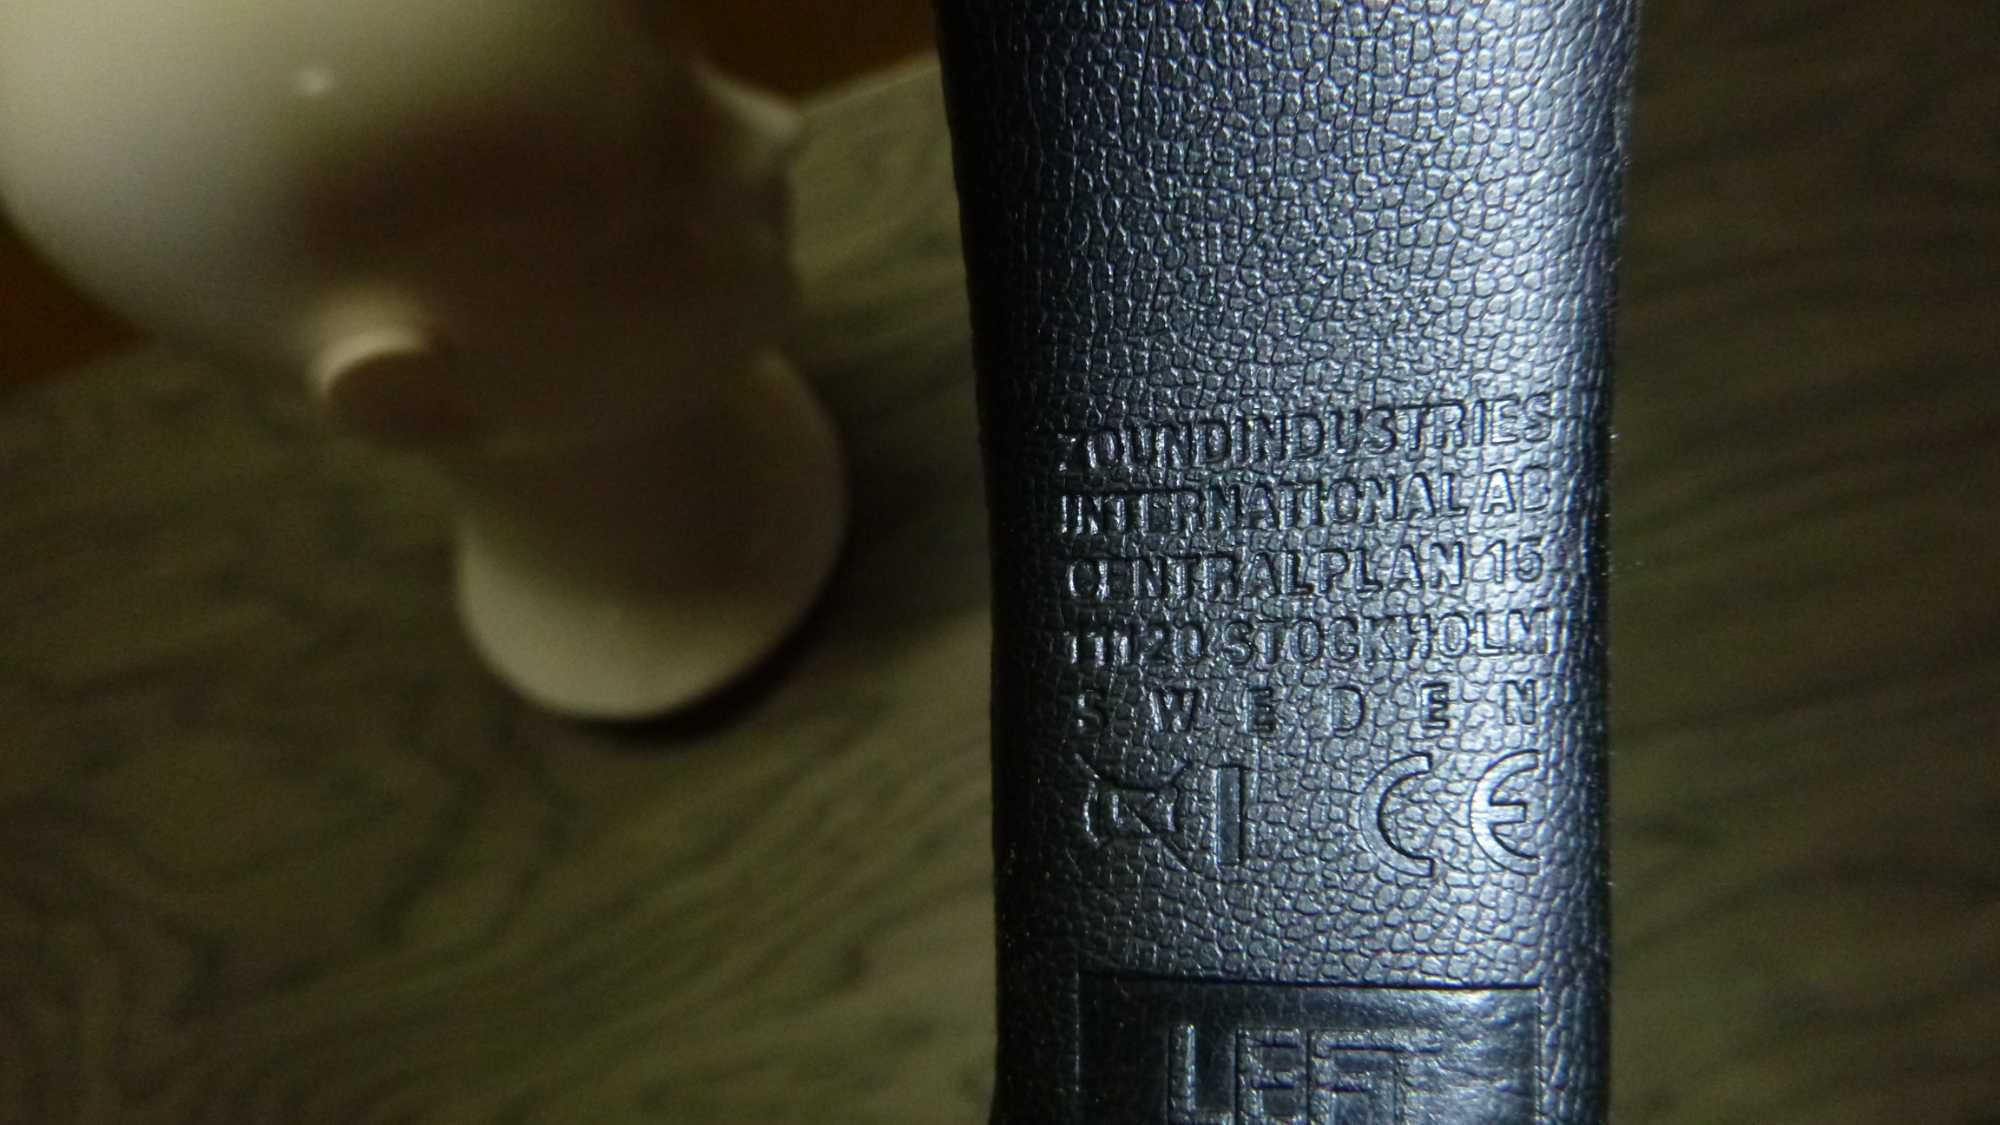 ZOUNDINDUSTRIES
INTERNATIONAL AB
CENTRALPLAN 15
11120 STOCKHOLM
SWEDEN
CE
LEFT